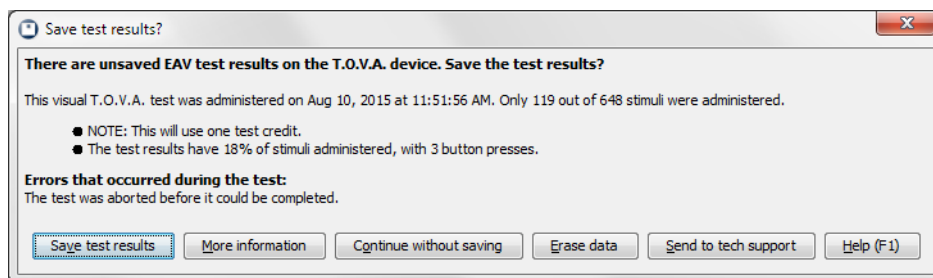 Save test results?
There are unsaved EAV test results on the T.O.V.A. device. Save the test results?
This visual T.O.V.A. test was administered on Aug 10, 2015 at 11:51:56 AM. Only 119 out of 648 stimuli were administered.
● NOTE: This will use one test credit.
● The test results have 18% of stimuli administered, with 3 button presses.
Errors that occurred during the test:
The test was aborted before it could be completed.
Save test results More information Continue without saving Erase data Send to tech support Help (F1)